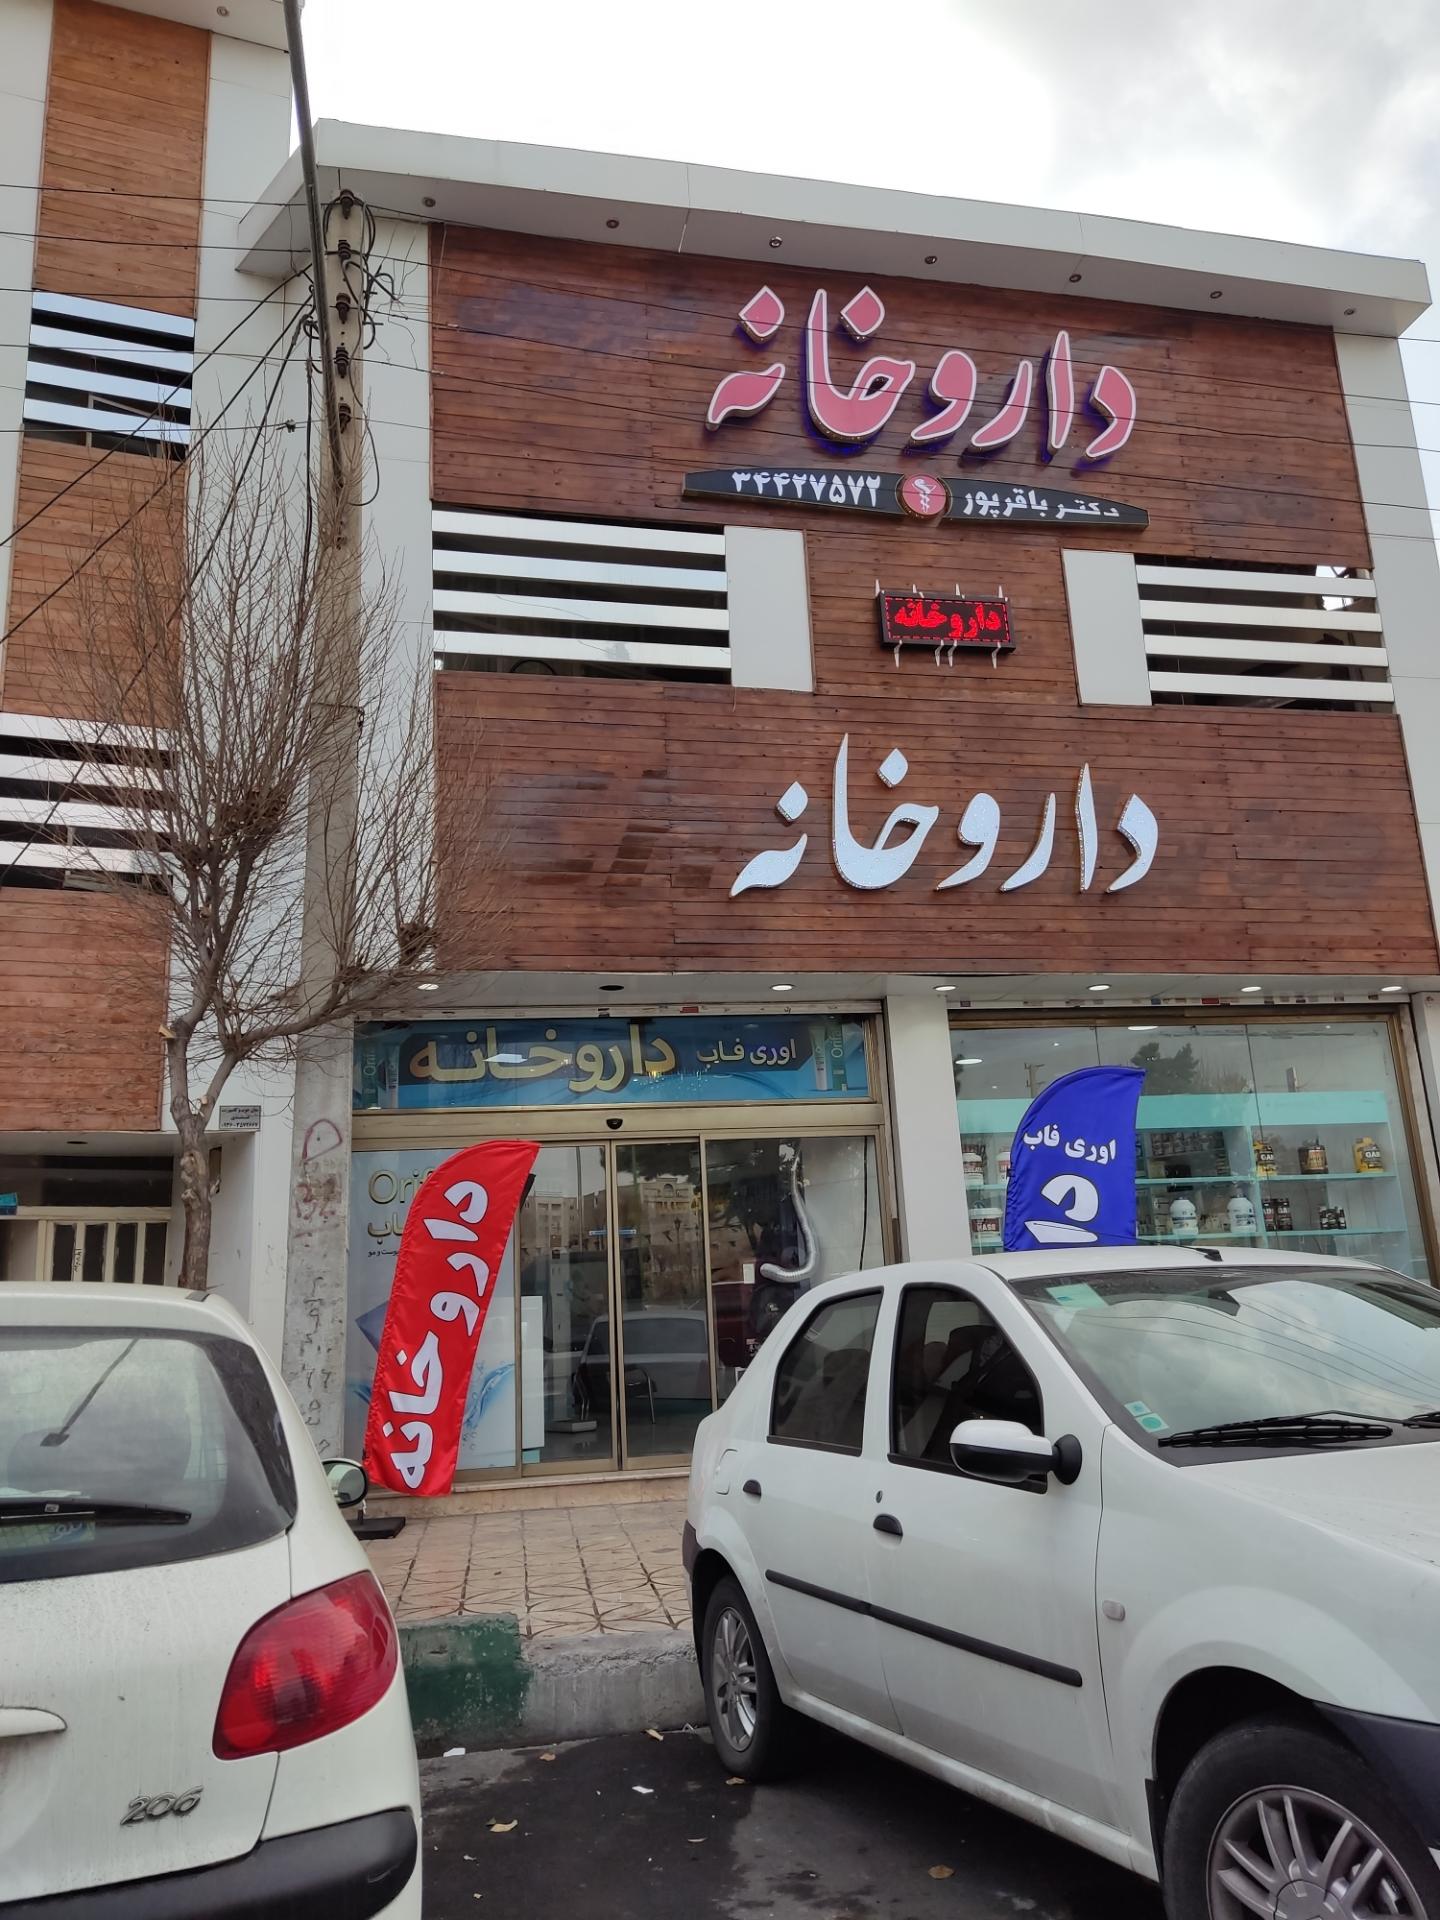 داروخانه
دکتر باقرپور ۳۴۴۲۷۵۷۲
داروخانه
داروخانه
اوری فاب داروخانه
اوری فاب
داروخانه
206